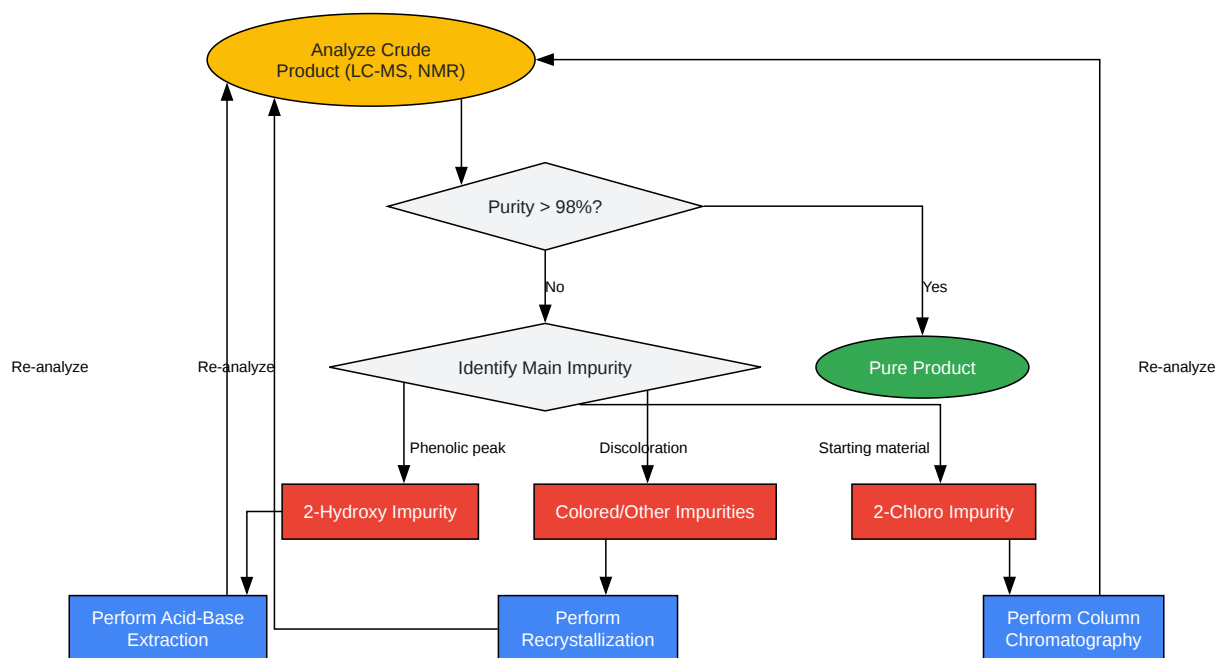 Analyze Crude
Product (LC-MS, NMR)
Purity > 98%?
No
Yes
Re-analyze
Re-analyze
Identify Main Impurity
Pure Product
Re-analyze
Phenolic peak
Discoloration
Starting material
2-Hydroxy Impurity
Colored/Other Impurities
2-Chloro Impurity
Perform Acid-Base
Extraction
Perform
Recrystallization
Perform Column
Chromatography